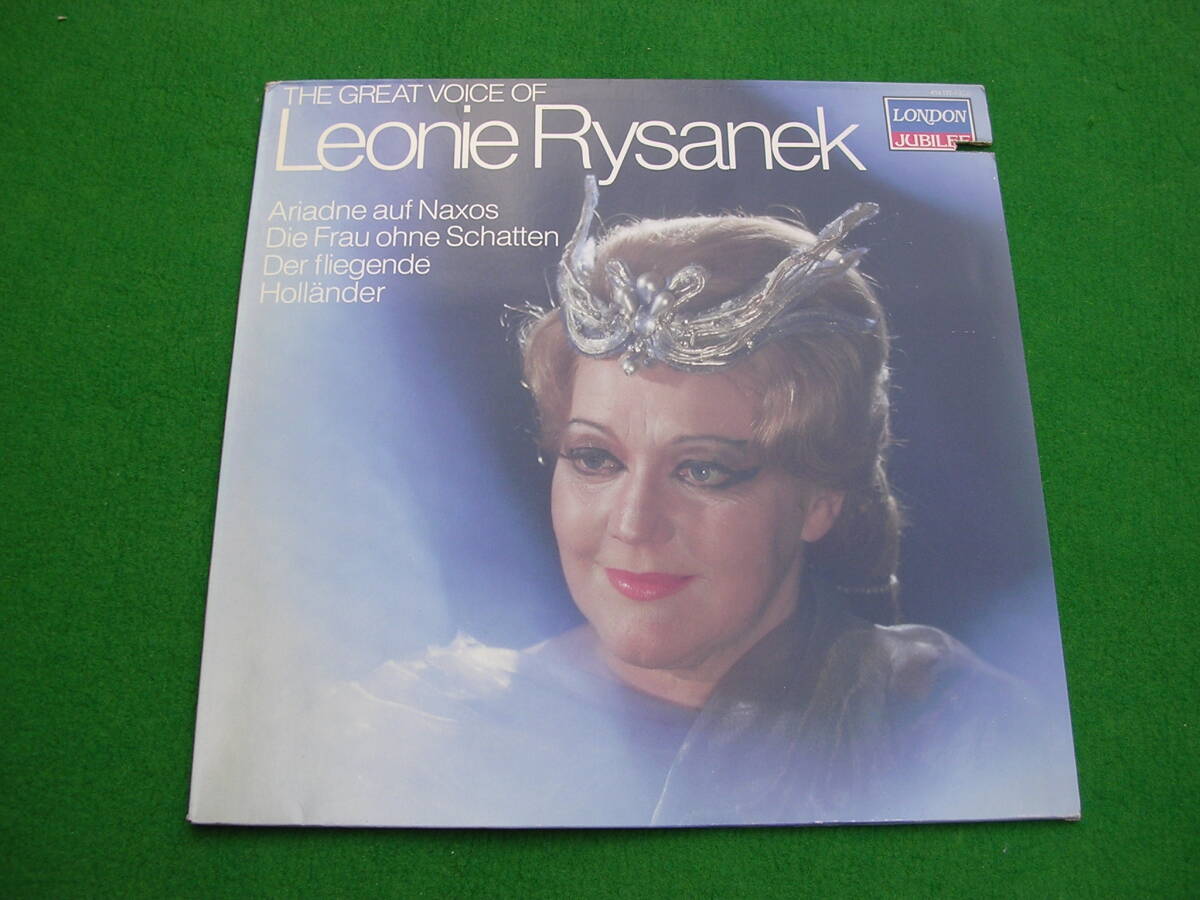 THE GREAT VOICE OF
Leonie Rysanek
LONDON
JUBILEE
Ariadne auf Naxos
Die Frau ohne Schatten
Der fliegende
Holländer